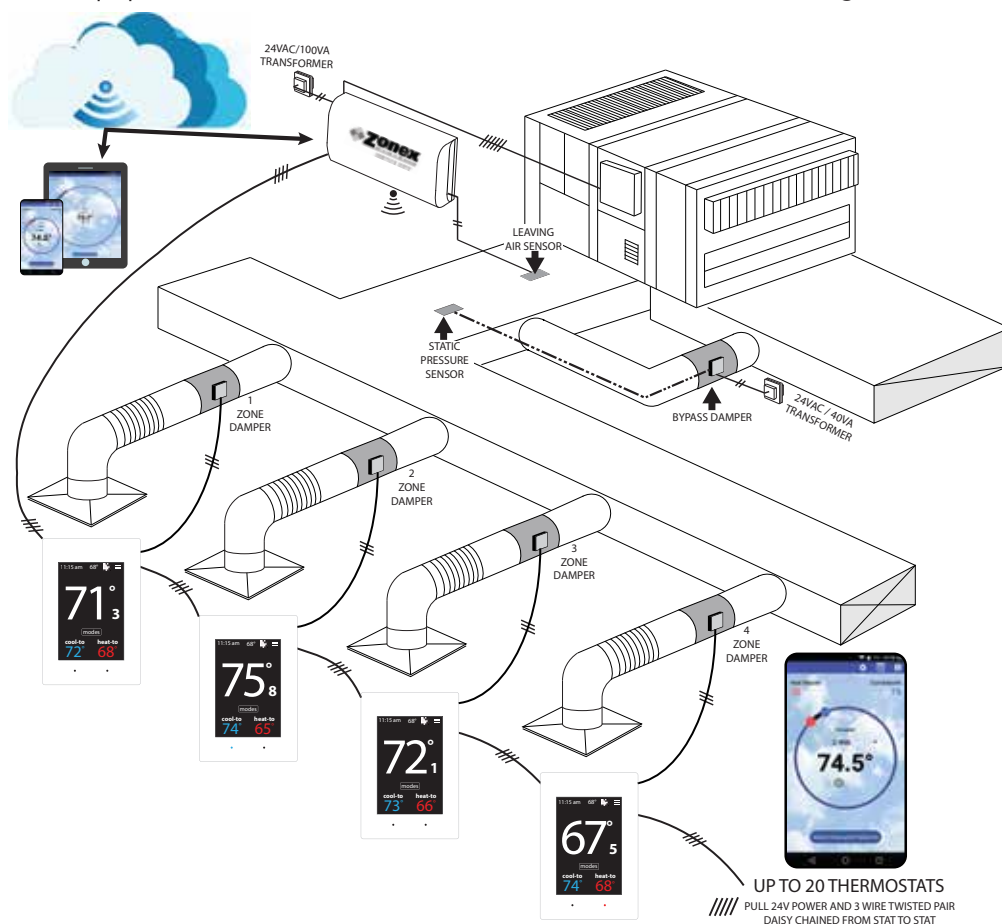 24VAC/100VA
TRANSFORMER
Zonex
LEAVING
AIR SENSOR
STATIC
PRESSURE
SENSOR
BYPASS DAMPER
24VAC / 40VA
TRANSFORMER
1
ZONE
DAMPER
2
ZONE
DAMPER
3
ZONE
DAMPER
4
ZONE
DAMPER
11:15 am 68°
71°3
modes
cool-to heat-to
72° 68°
11:15 am 68°
75°8
modes
cool-to heat-to
74° 65°
11:15 am 68°
72°1
modes
cool-to heat-to
73° 66°
11:15 am 68°
67°5
modes
cool-to heat-to
74° 68°
74.5°
UP TO 20 THERMOSTATS
PULL 24V POWER AND 3 WIRE TWISTED PAIR
DAISY CHAINED FROM STAT TO STAT